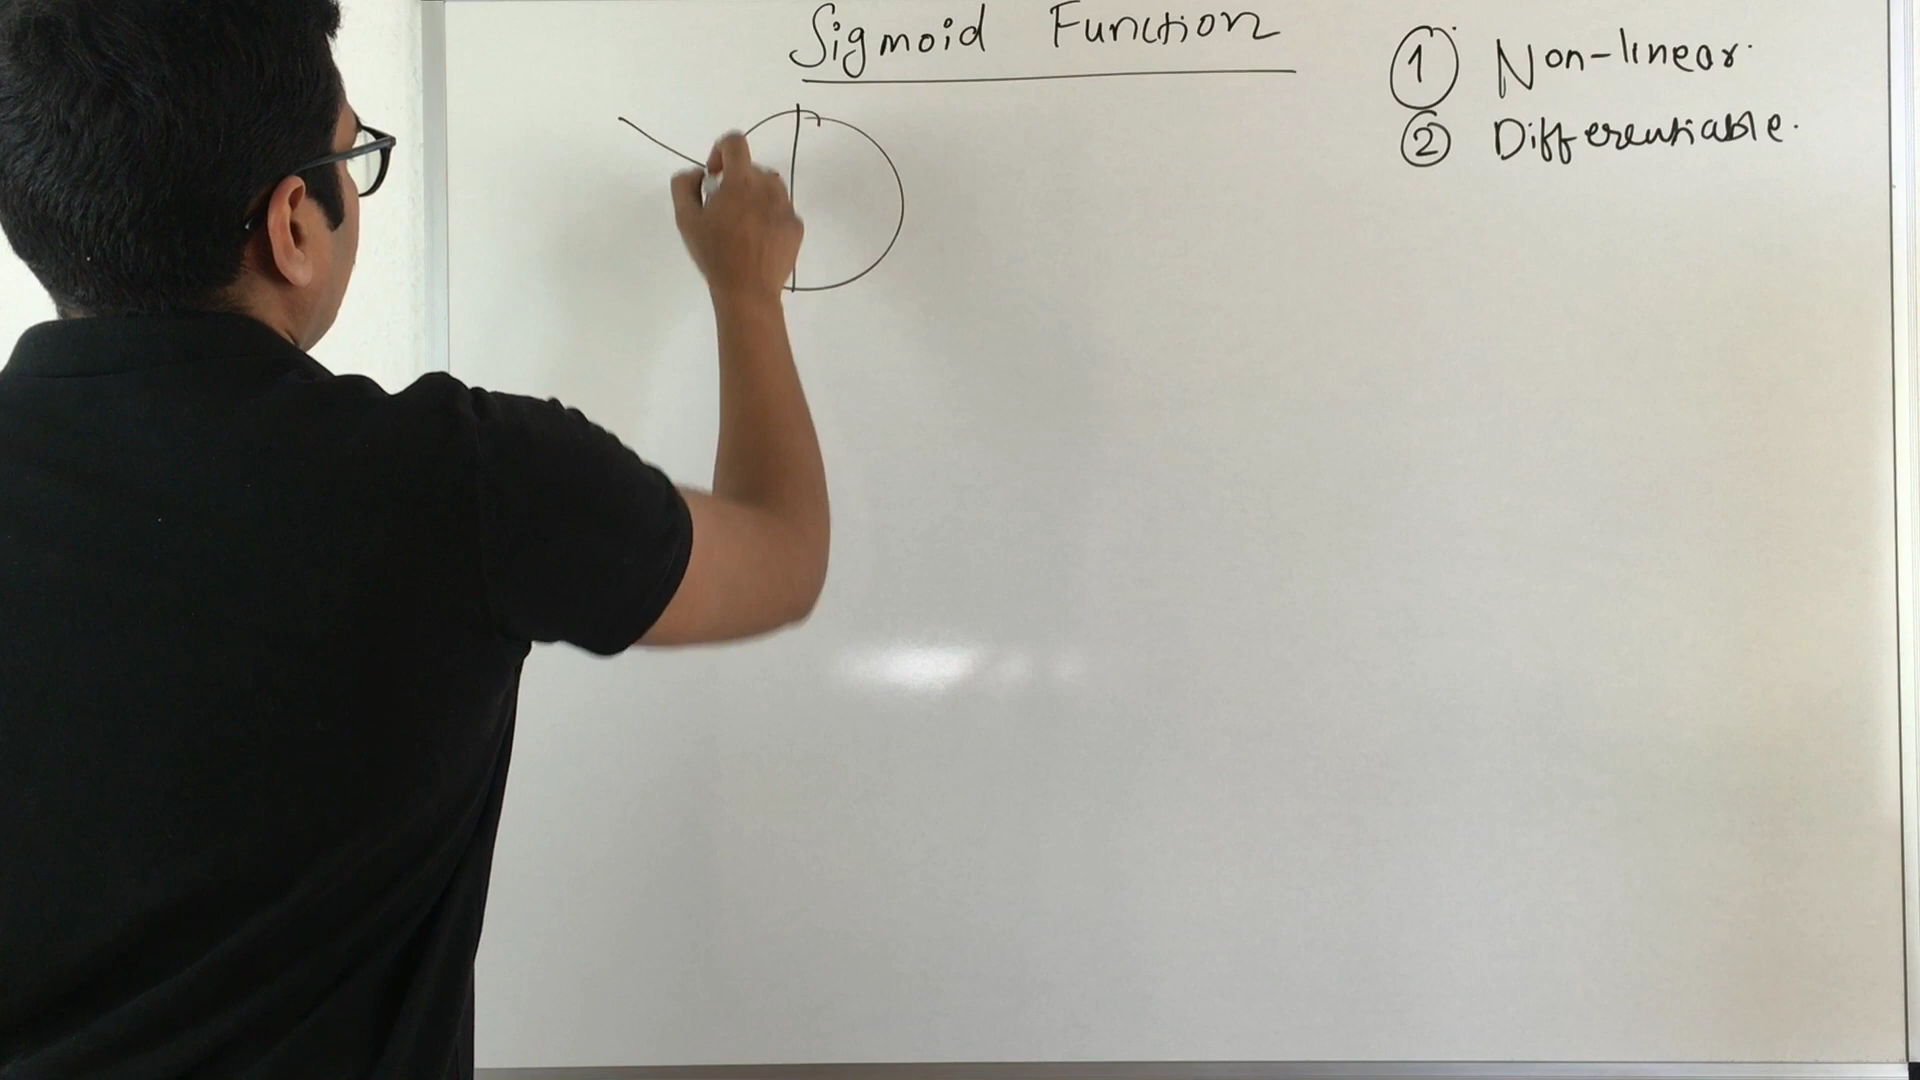 Sigmoid Function
① Non-linear.
② Differentiable.